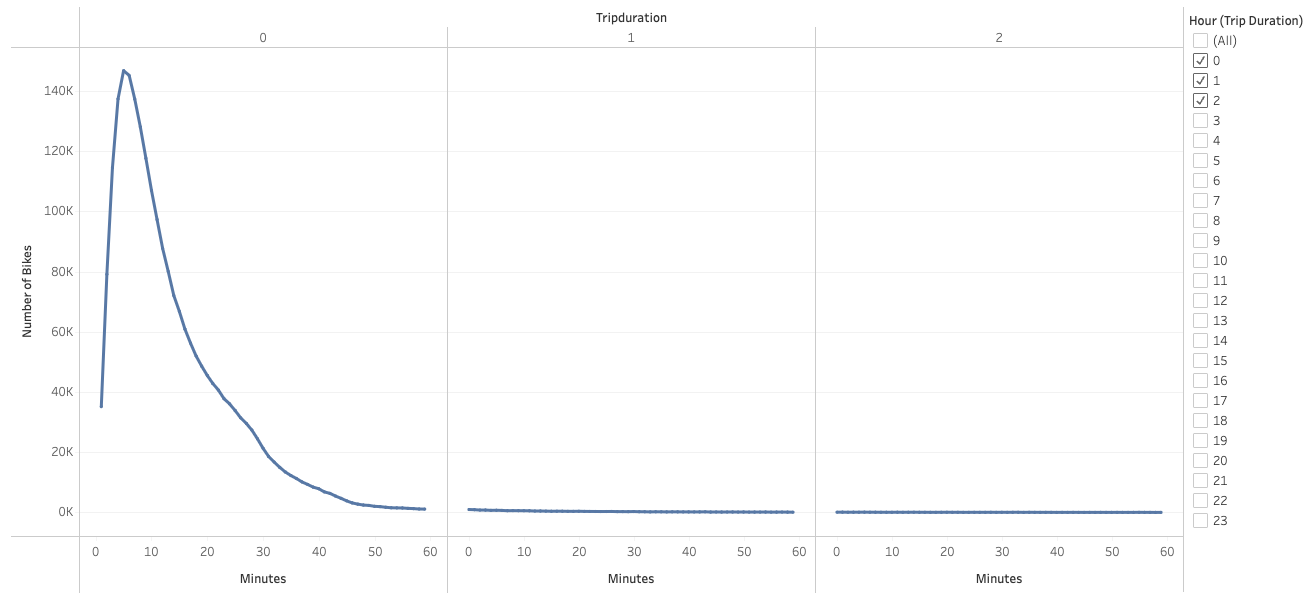 Tripduration
0 1 2
140K
120K
100K
80K
60K
40K
20K
0K
Number of Bikes
0 10 20 30 40 50 60
0 10 20 30 40 50 60
0 10 20 30 40 50 60
Minutes
Minutes
Minutes
Hour (Trip Duration)
(All)
0
1
2
3
4
5
6
7
8
9
10
11
12
13
14
15
16
17
18
19
20
21
22
23